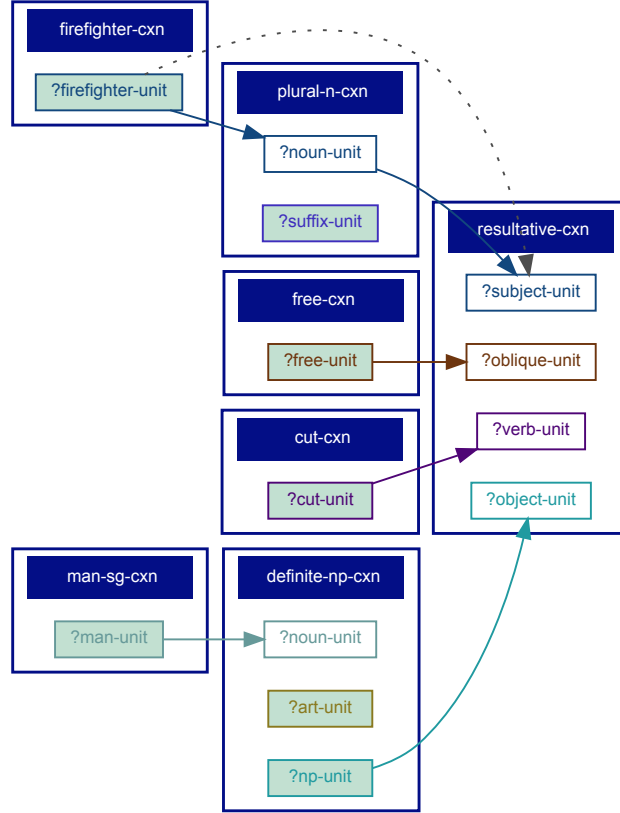 firefighter-cxn
?firefighter-unit
plural-n-cxn
?noun-unit
?suffix-unit
resultative-cxn
?subject-unit
?oblique-unit
?verb-unit
?object-unit
free-cxn
?free-unit
cut-cxn
?cut-unit
man-sg-cxn
?man-unit
definite-np-cxn
?noun-unit
?art-unit
?np-unit